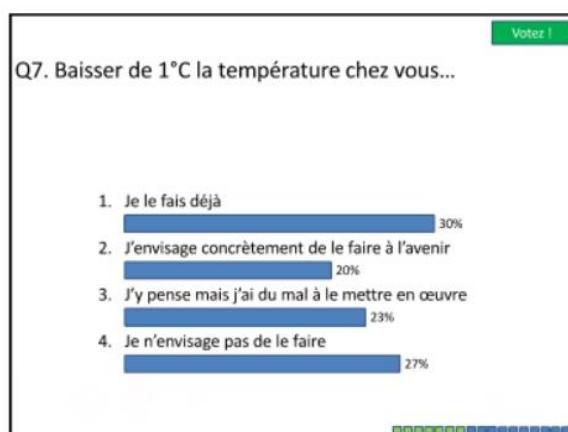 Votez !
Q7. Baisser de 1°C la température chez vous...
1. Je le fais déjà
30%
2. J'envisage concrètement de le faire à l'avenir
20%
3. J'y pense mais j'ai du mal à le mettre en œuvre
23%
4. Je n'envisage pas de le faire
27%